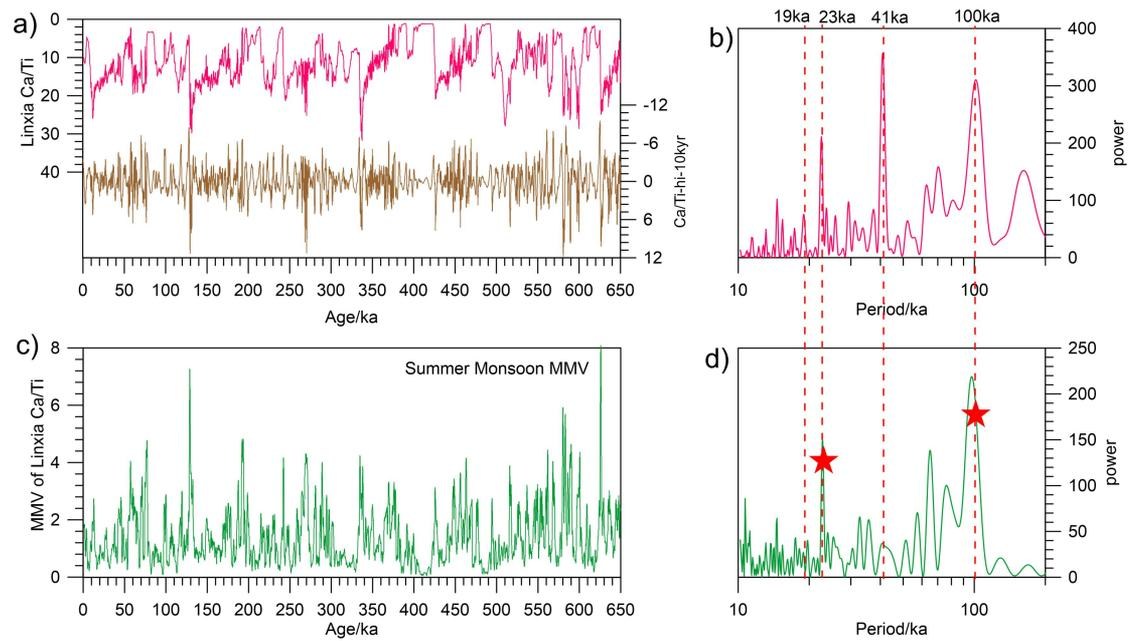 a)
Linxia Ca/Ti
0
10
20
30
40
-12
-6
0
6
12
Ca/Ti-hi-10kyr
0 50 100 150 200 250 300 350 400 450 500 550 600 650
Age/ka
b)
19ka 23ka 41ka 100ka
400
300
200
100
0
power
10 100
Period/ka
c)
Summer Monsoon MMV
MMV of Linxia Ca/Ti
8
6
4
2
0
0 50 100 150 200 250 300 350 400 450 500 550 600 650
Age/ka
d)
250
200
150
100
50
0
power
10 100
Period/ka